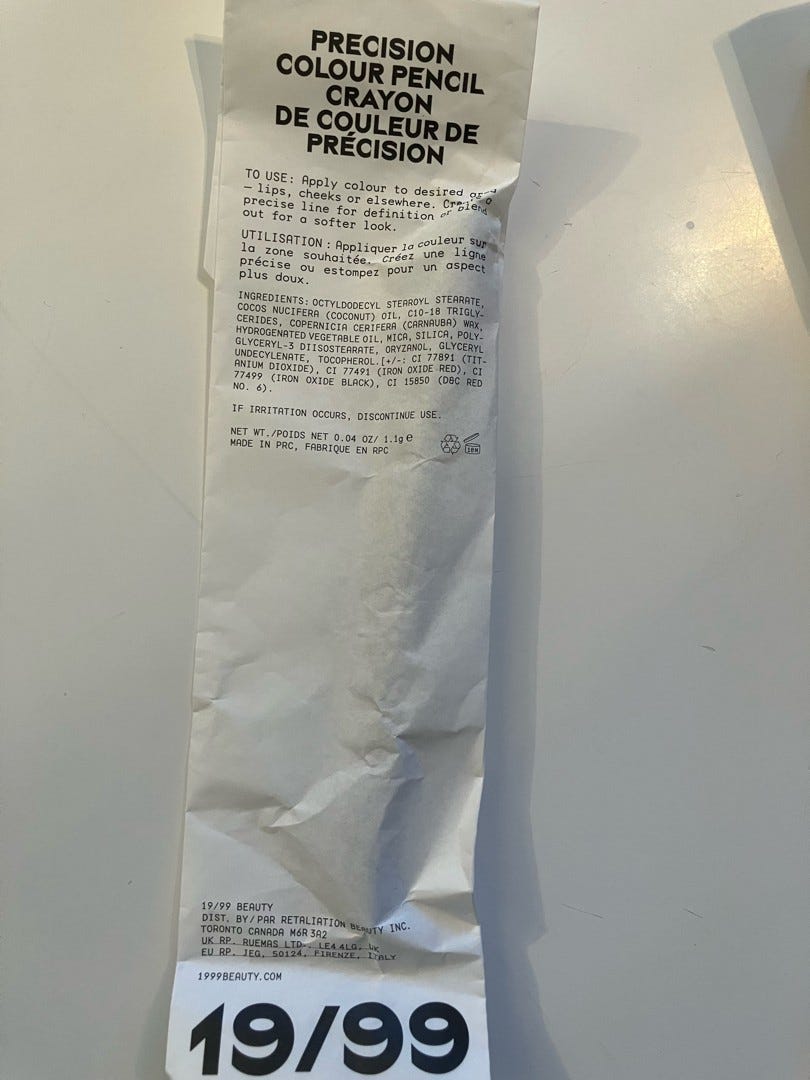 PRECISION
COLOUR PENCIL
CRAYON
DE COULEUR DE
PRÉCISION
TO USE: Apply colour to desired
— lips, cheeks or elsewhere.
precise line for definition or blend
out for a softer look.
UTILISATION : Appliquer la couleur sur
la zone souhaitée. Créez une ligne
précise ou estompez pour un aspect
plus doux.
INGREDIENTS: OCTYLDODECYL STEAROYL STEARATE,
COCOS NUCIFERA (COCONUT) OIL, C10-18 TRIGLY-
CERIDES, COPERNICIA CERIFERA (CARNAUBA) WAX,
HYDROGENATED VEGETABLE OIL, MICA, SILICA, POLY-
GLYCERYL-3 DIISOSTEARATE, ORYZANOL, GLYCERYL
UNDECYLENATE, TOCOPHEROL.[+/-: CI 77891 (TIT-
ANIUM DIOXIDE), CI 77491 (IRON OXIDE RED), CI
77499 (IRON OXIDE BLACK), CI 15850 (D&C RED
NO. 6).
IF IRRITATION OCCURS, DISCONTINUE USE.
NET WT./POIDS NET 0.04 OZ/ 1.1g e
MADE IN PRC, FABRIQUE EN RPC
19/99 BEAUTY
DIST. BY/PAR RETALIATION BEAUTY INC.
TORONTO CANADA M6R 3A2
UK RP. RUEMAS LTD., LE4 4LG, UK
EU RP. JEG, 50124, FIRENZE, ITALY
1999BEAUTY.COM
19/99